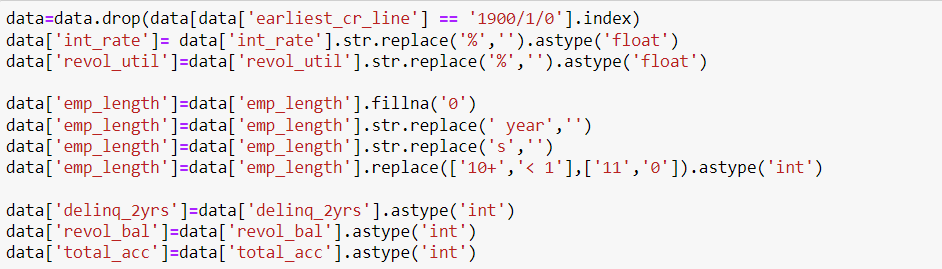 data=data.drop(data[data['earliest_cr_line'] == '1900/1/0'].index)
data['int_rate']= data['int_rate'].str.replace('%','').astype('float')
data['revol_util']=data['revol_util'].str.replace('%','').astype('float')
data['emp_length']=data['emp_length'].fillna('0')
data['emp_length']=data['emp_length'].str.replace(' year','')
data['emp_length']=data['emp_length'].str.replace('s','')
data['emp_length']=data['emp_length'].replace(['10+','< 1'],['11','0']).astype('int')
data['delinq_2yrs']=data['delinq_2yrs'].astype('int')
data['revol_bal']=data['revol_bal'].astype('int')
data['total_acc']=data['total_acc'].astype('int')